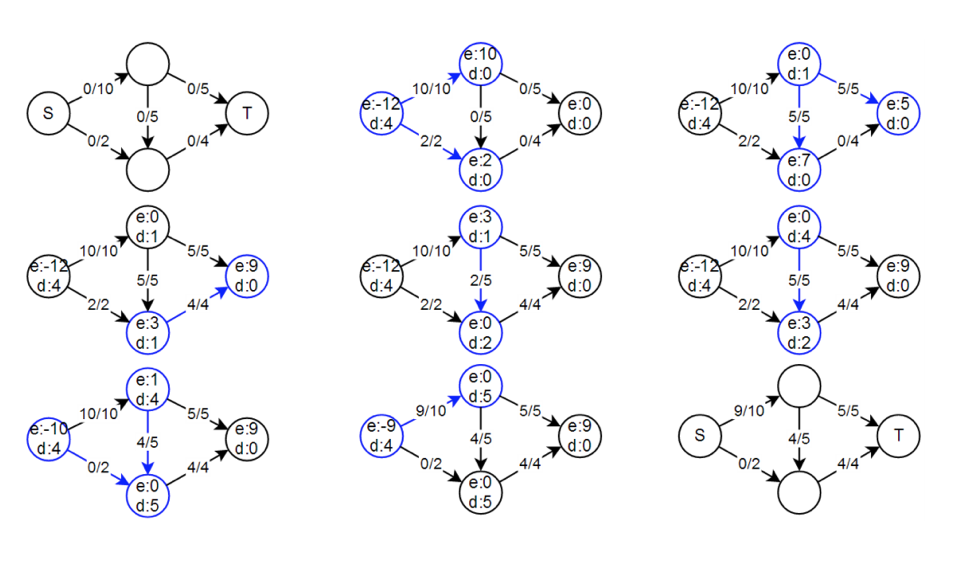 0/10
0/5
S
0/5
T
0/2
0/4
e:10
d:0
10/10
0/5
e:-12
d:4
0/5
e:0
d:0
2/2
0/4
e:2
d:0
e:0
d:1
10/10
5/5
e:-12
d:4
5/5
e:5
d:0
2/2
0/4
e:7
d:0
e:0
d:1
10/10
5/5
e:-12
d:4
5/5
e:9
d:0
2/2
4/4
e:3
d:1
e:3
d:1
10/10
5/5
e:-12
d:4
2/5
e:9
d:0
2/2
4/4
e:0
d:2
e:0
d:4
10/10
5/5
e:-12
d:4
5/5
e:9
d:0
2/2
4/4
e:3
d:2
e:1
d:4
10/10
5/5
e:-10
d:4
4/5
e:9
d:0
0/2
4/4
e:0
d:5
e:0
d:5
9/10
5/5
e:-9
d:4
4/5
e:9
d:0
0/2
4/4
e:0
d:5
9/10
5/5
S
4/5
T
0/2
4/4